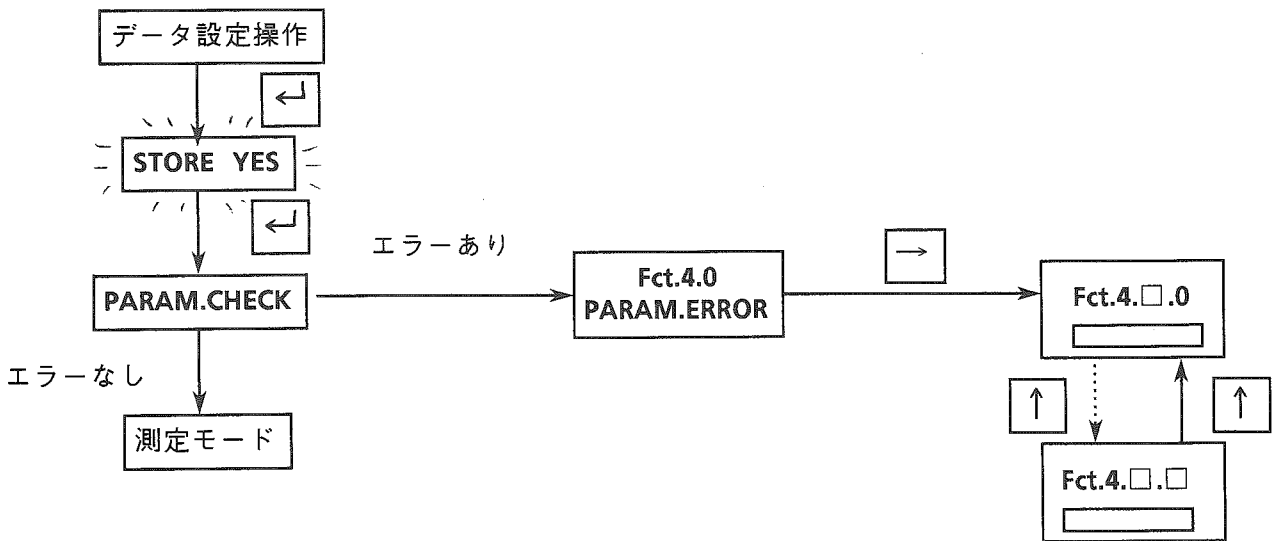 データ設定操作
←┘
STORE YES
←┘
PARAM.CHECK
エラーあり
Fct.4.0
PARAM.ERROR
→
Fct.4.□.0
エラーなし
↑
↑
測定モード
Fct.4.□.□